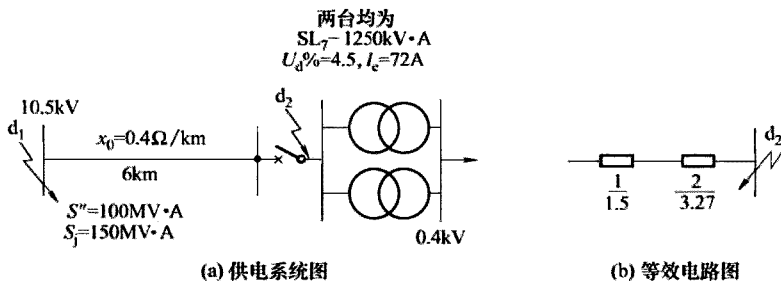 两台均为
SL₇-1250kV•A
U_d%=4.5, I_e=72A
10.5kV
d₁
x₀=0.4Ω/km
6km
d₂
S″=100MV•A
S_j=150MV•A
0.4kV
(a) 供电系统图
d₂
1
1.5
2
3.27
(b) 等效电路图